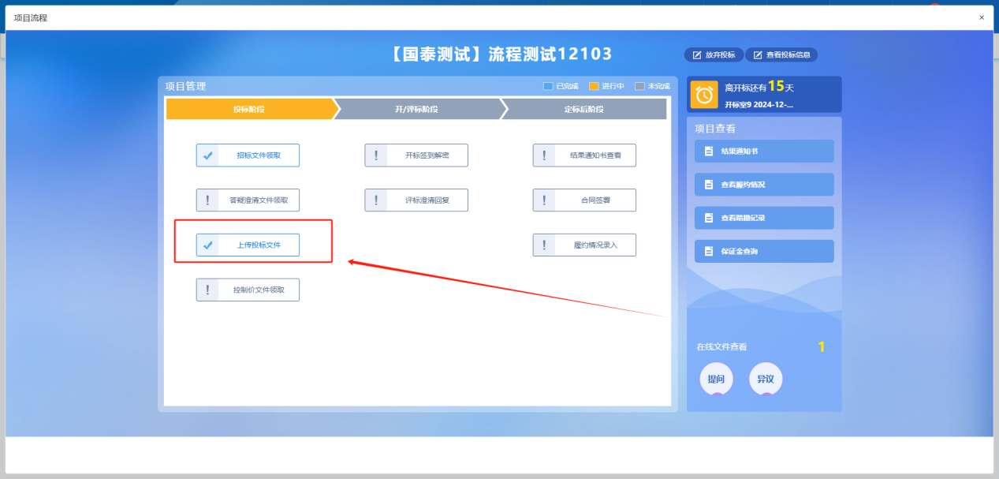 项目流程
×
【国泰测试】流程测试12103
放弃投标
查看投标信息
项目管理
已完成
进行中
未完成
投标阶段
开/评标阶段
定标后阶段
招标文件领取
开标签到解密
结果通知书查看
答疑澄清文件领取
评标澄清回复
合同签署
上传投标文件
履约情况录入
控制价文件领取
离开标还有15天
开标室9 2024-12-...
项目查看
结果通知书
查看履约情况
查看踏勘记录
保证金查询
在线文件查看
1
提问
异议